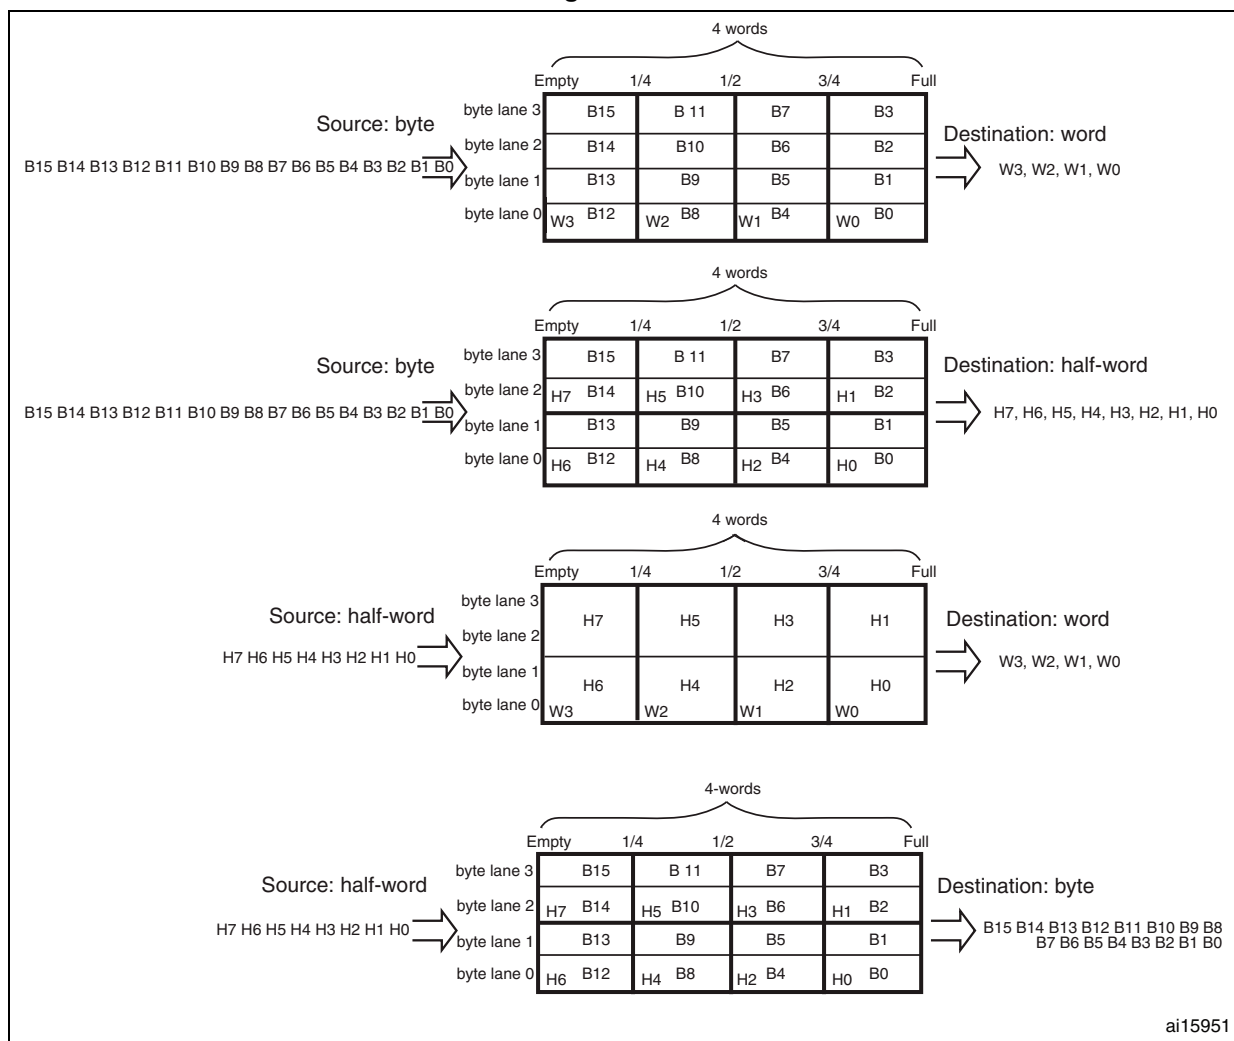 4 words
Empty 1/4 1/2 3/4 Full
byte lane 3 B15 B 11 B7 B3
Source: byte
Destination: word
byte lane 2 B14 B10 B6 B2
B15 B14 B13 B12 B11 B10 B9 B8 B7 B6 B5 B4 B3 B2 B1 B0
W3, W2, W1, W0
byte lane 1 B13 B9 B5 B1
byte lane 0 W3 B12 W2 B8 W1 B4 W0 B0
4 words
Empty 1/4 1/2 3/4 Full
byte lane 3 B15 B 11 B7 B3
Source: byte
Destination: half-word
byte lane 2 H7 B14 H5 B10 H3 B6 H1 B2
B15 B14 B13 B12 B11 B10 B9 B8 B7 B6 B5 B4 B3 B2 B1 B0
H7, H6, H5, H4, H3, H2, H1, H0
byte lane 1 B13 B9 B5 B1
byte lane 0 H6 B12 H4 B8 H2 B4 H0 B0
4 words
Empty 1/4 1/2 3/4 Full
byte lane 3
Source: half-word
H7 H5 H3 H1
Destination: word
byte lane 2
H7 H6 H5 H4 H3 H2 H1 H0
W3, W2, W1, W0
byte lane 1
H6 H4 H2 H0
byte lane 0 W3 W2 W1 W0
4-words
Empty 1/4 1/2 3/4 Full
byte lane 3 B15 B 11 B7 B3
Source: half-word
Destination: byte
byte lane 2 H7 B14 H5 B10 H3 B6 H1 B2
H7 H6 H5 H4 H3 H2 H1 H0
B15 B14 B13 B12 B11 B10 B9 B8
B7 B6 B5 B4 B3 B2 B1 B0
byte lane 1 B13 B9 B5 B1
byte lane 0 H6 B12 H4 B8 H2 B4 H0 B0
ai15951